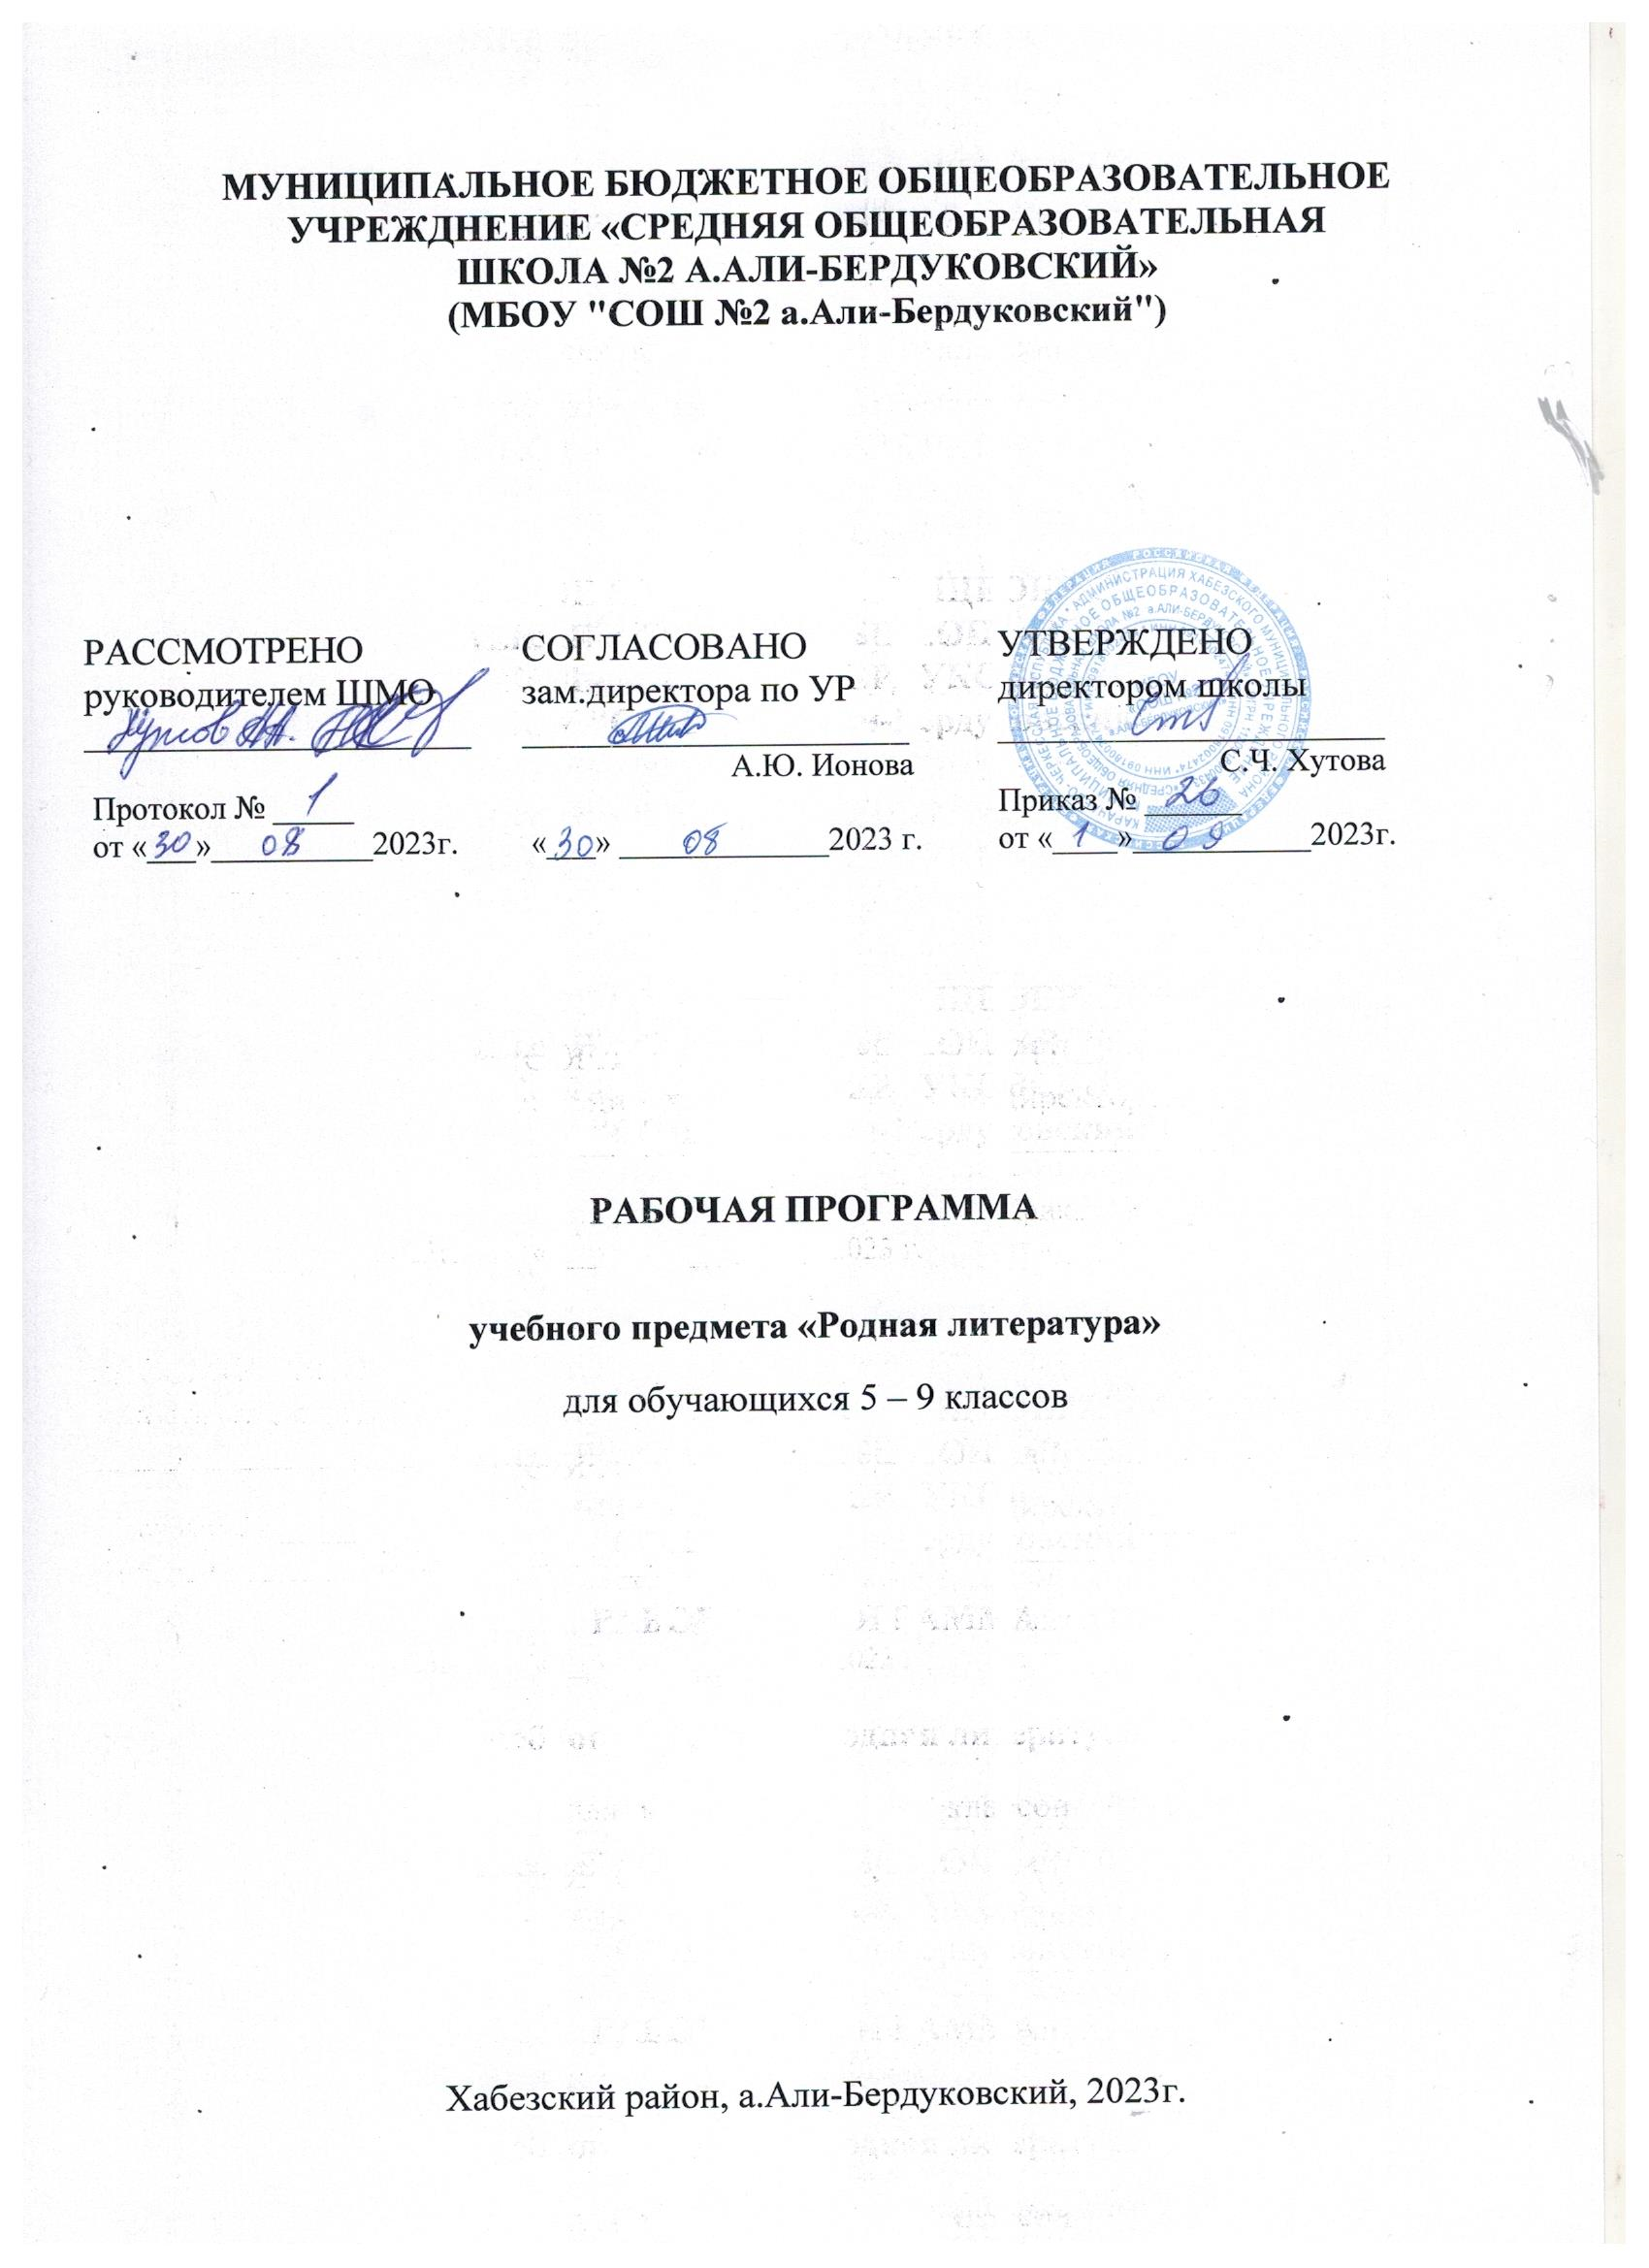 МУНИЦИПАЛЬНОЕ БЮДЖЕТНОЕ ОБЩЕОБРАЗОВАТЕЛЬНОЕ
УЧРЕЖДНЕНИЕ «СРЕДНЯЯ ОБЩЕОБРАЗОВАТЕЛЬНАЯ
ШКОЛА №2 А.АЛИ-БЕРДУКОВСКИЙ»
(МБОУ "СОШ №2 а.Али-Бердуковский")
РАССМОТРЕНО
руководителем ШМО
Протокол № 1
от «30» 08 2023г.
СОГЛАСОВАНО
зам.директора по УР
А.Ю. Ионова
«30» 08 2023 г.
УТВЕРЖДЕНО
директором школы
С.Ч. Хутова
Приказ № 26
от «1» 09 2023г.
РАБОЧАЯ ПРОГРАММА
учебного предмета «Родная литература»
для обучающихся 5 – 9 классов
Хабезский район, а.Али-Бердуковский, 2023г.